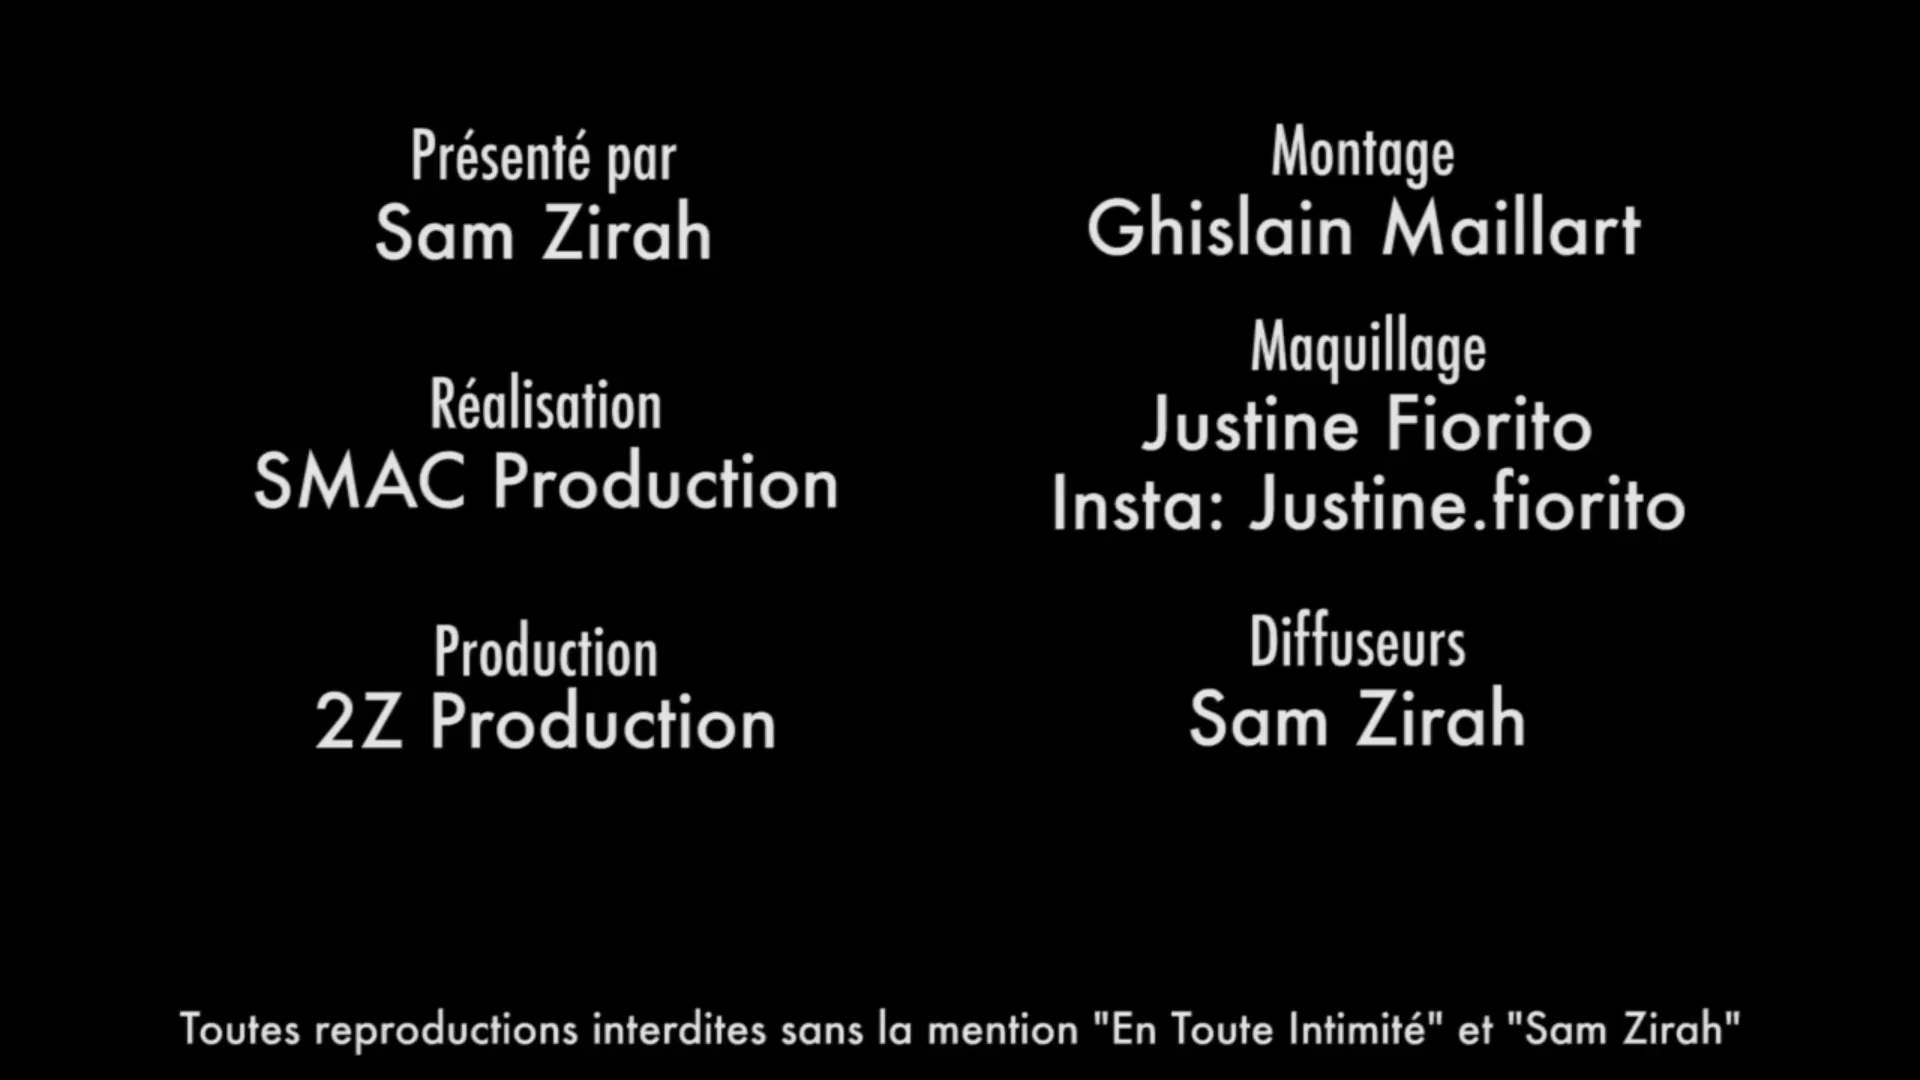 Présenté par
Sam Zirah
Réalisation
SMAC Production
Production
2Z Production
Montage
Ghislain Maillart
Maquillage
Justine Fiorito
Insta: Justine.fiorito
Diffuseurs
Sam Zirah
Toutes reproductions interdites sans la mention "En Toute Intimité" et "Sam Zirah"